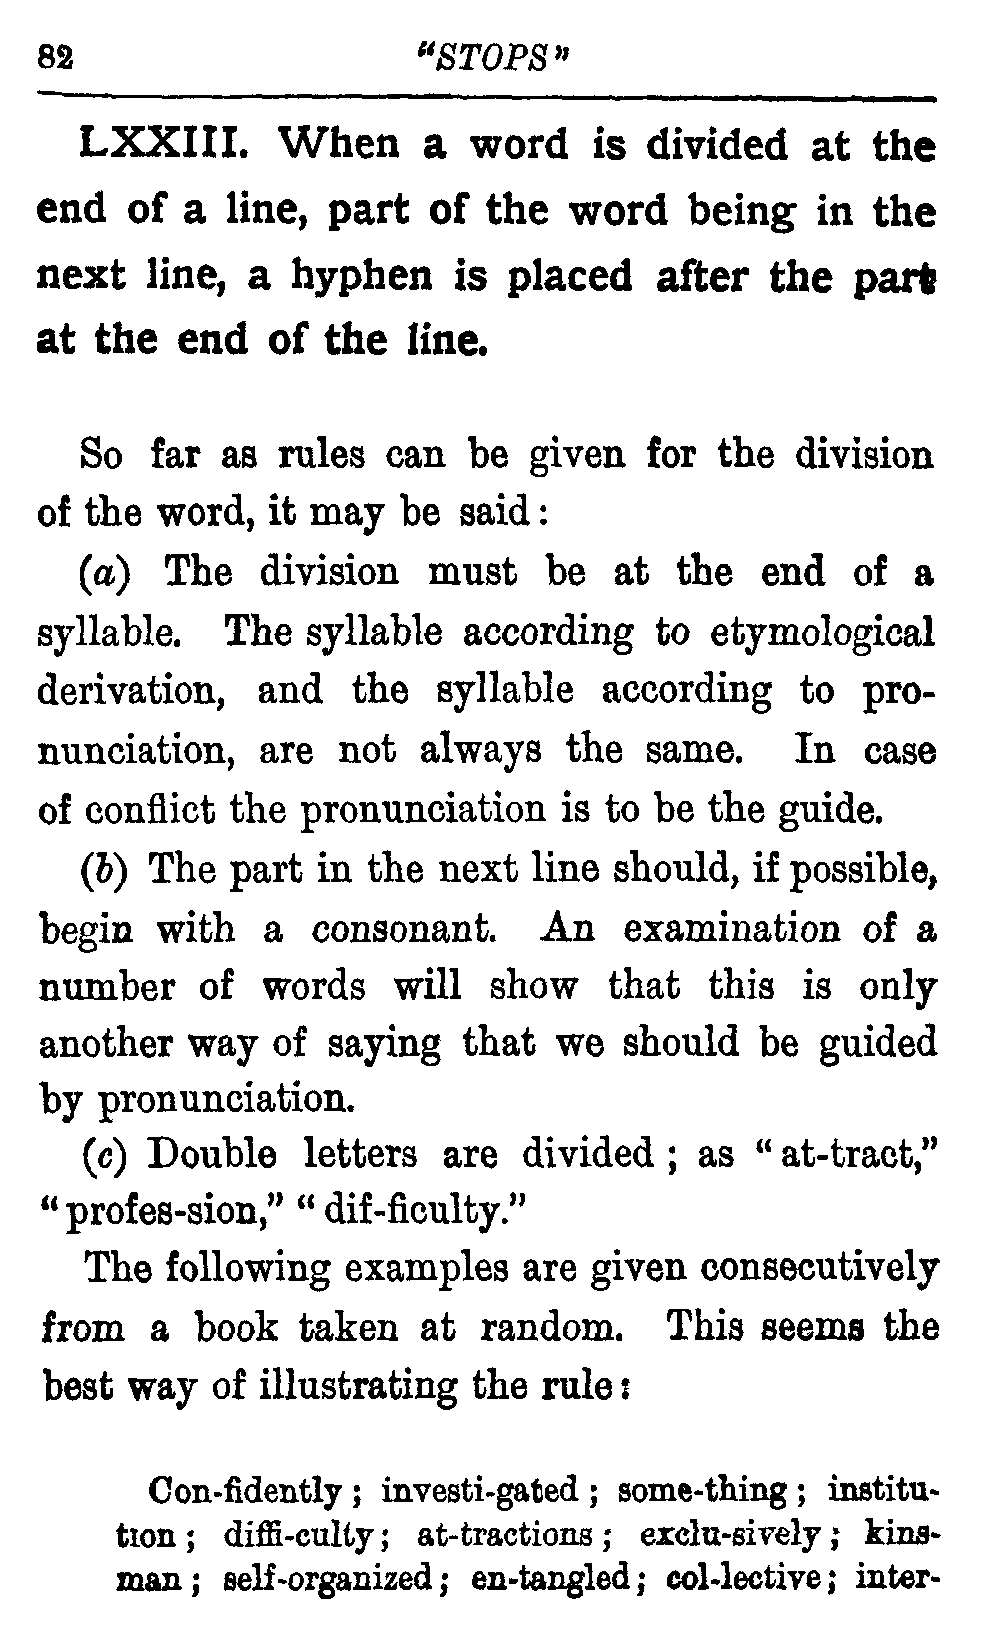 82 "STOPS"
LXXIII. When a word is divided at the
end of a line, part of the word being in the
next line, a hyphen is placed after the part
at the end of the line.
So far as rules can be given for the division
of the word, it may be said:
(a) The division must be at the end of a
syllable. The syllable according to etymological
derivation, and the syllable according to pro-
nunciation, are not always the same. In case
of conflict the pronunciation is to be the guide.
(b) The part in the next line should, if possible,
begin with a consonant. An examination of a
number of words will show that this is only
another way of saying that we should be guided
by pronunciation.
(c) Double letters are divided; as "at-tract,"
"profes-sion," "dif-ficulty."
The following examples are given consecutively
from a book taken at random. This seems the
best way of illustrating the rule:
Con-fidently; investi-gated; some-thing; institu-
tion; diffi-culty; at-tractions; exclu-sively; kins-
man; self-organized; en-tangled; col-lective; inter-